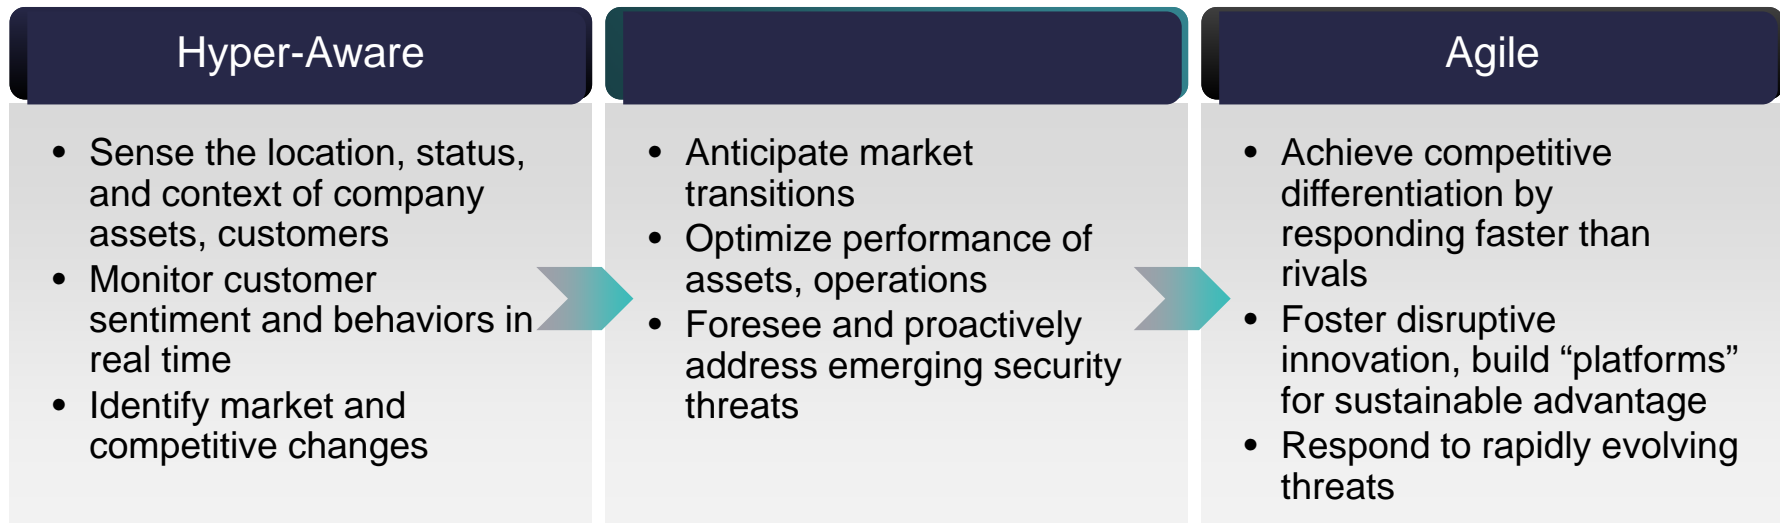 Hyper-Aware
• Sense the location, status,
and context of company
assets, customers
• Monitor customer
sentiment and behaviors in
real time
• Identify market and
competitive changes
• Anticipate market
transitions
• Optimize performance of
assets, operations
• Foresee and proactively
address emerging security
threats
Agile
• Achieve competitive
differentiation by
responding faster than
rivals
• Foster disruptive
innovation, build “platforms”
for sustainable advantage
• Respond to rapidly evolving
threats